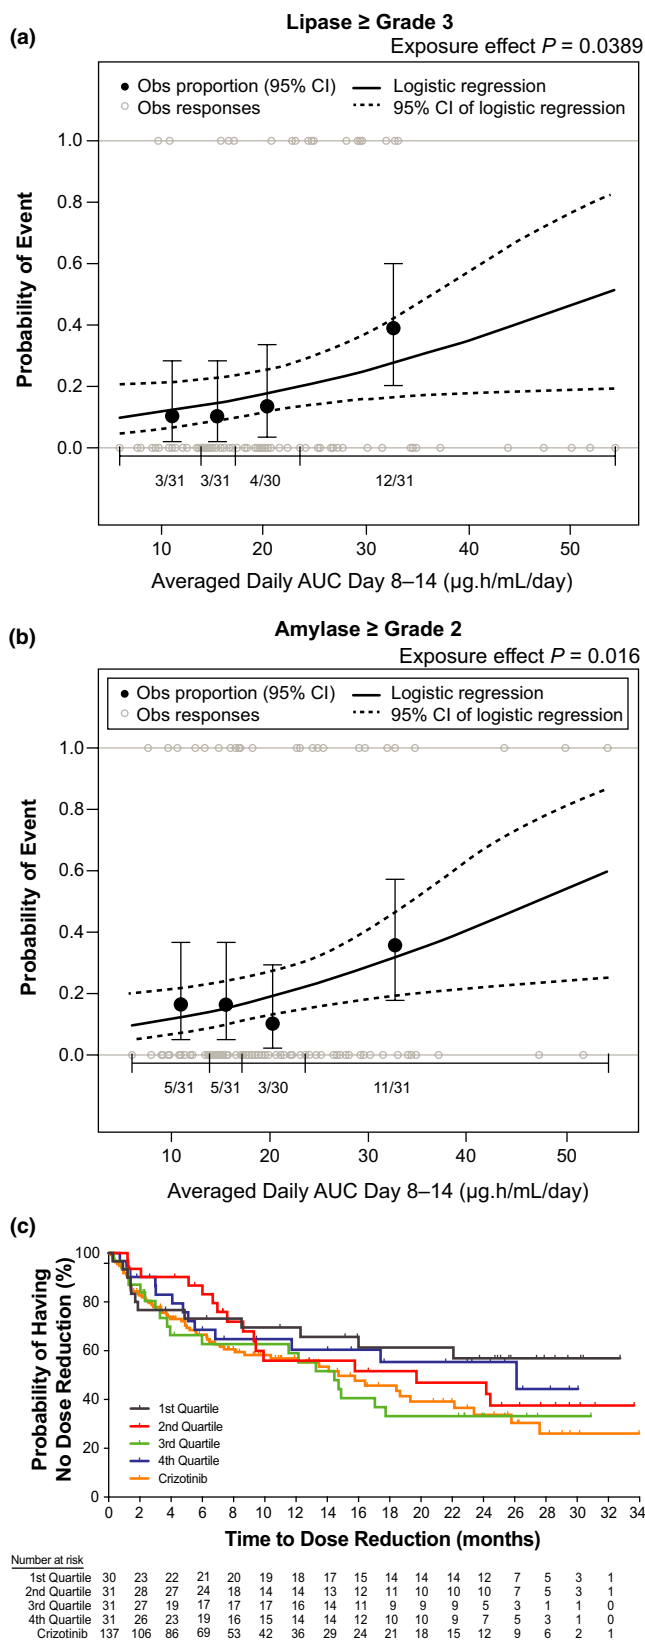 (a)
Lipase ≥ Grade 3
Exposure effect P = 0.0389
Obs proportion (95% CI) Logistic regression
Obs responses 95% CI of logistic regression
Probability of Event
1.0
0.8
0.6
0.4
0.2
0.0
3/31 3/31 4/30 12/31
10 20 30 40 50
Averaged Daily AUC Day 8–14 (µg.h/mL/day)
(b)
Amylase ≥ Grade 2
Exposure effect P = 0.016
Obs proportion (95% CI) Logistic regression
Obs responses 95% CI of logistic regression
Probability of Event
1.0
0.8
0.6
0.4
0.2
0.0
5/31 5/31 3/30 11/31
10 20 30 40 50
Averaged Daily AUC Day 8–14 (µg.h/mL/day)
(c)
Probability of Having
No Dose Reduction (%)
100
80
60
40
20
0
1st Quartile
2nd Quartile
3rd Quartile
4th Quartile
Crizotinib
0 2 4 6 8 10 12 14 16 18 20 22 24 26 28 30 32 34
Time to Dose Reduction (months)
Number at risk
1st Quartile 30 23 22 21 20 19 18 17 15 14 14 14 12 7 5 3 1
2nd Quartile 31 28 27 24 18 14 14 13 12 11 10 10 10 7 5 3 1
3rd Quartile 31 27 19 17 17 17 16 14 11 9 9 9 5 3 1 1 0
4th Quartile 31 26 23 19 16 15 14 14 12 10 10 9 7 5 3 1 0
Crizotinib 137 106 86 69 53 42 36 29 24 21 18 15 12 9 6 2 1